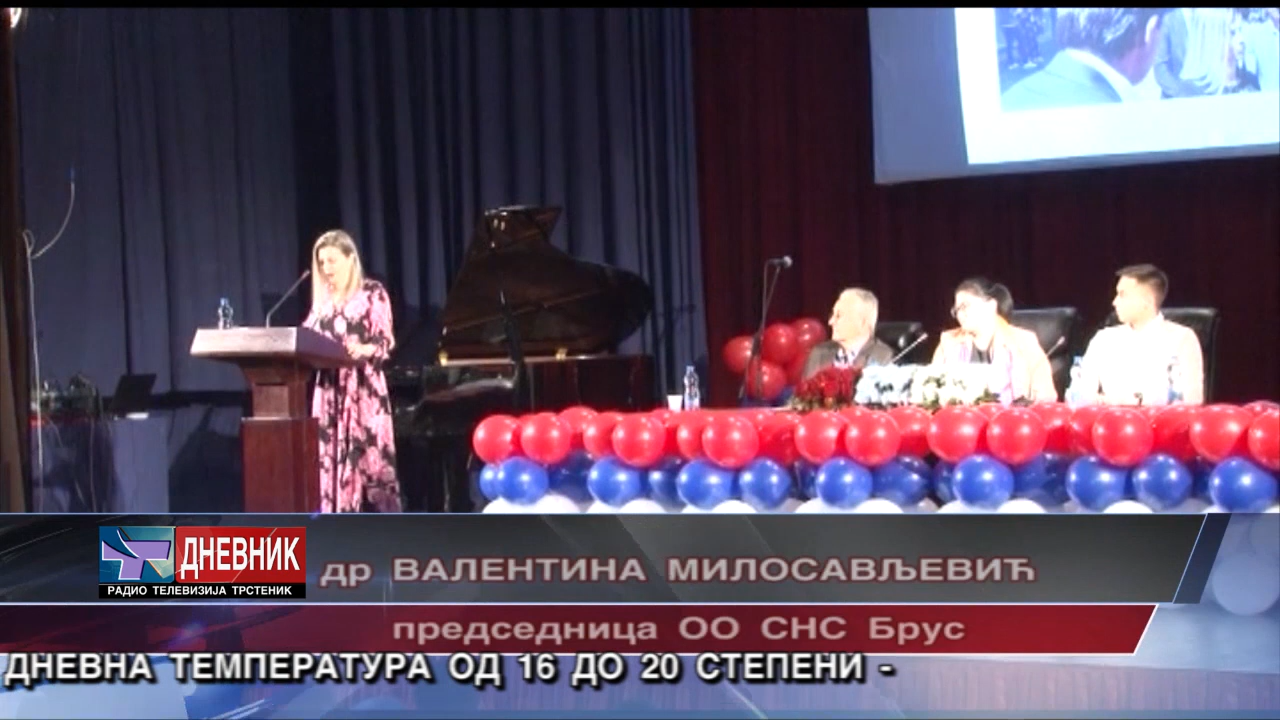 ДНЕВНИК
РАДИО ТЕЛЕВИЗИЈА ТРСТЕНИК
др ВАЛЕНТИНА МИЛОСАВЉЕВИЋ
председница ОО СНС Брус
ДНЕВНА ТЕМПЕРАТУРА ОД 16 ДО 20 СТЕПЕНИ -